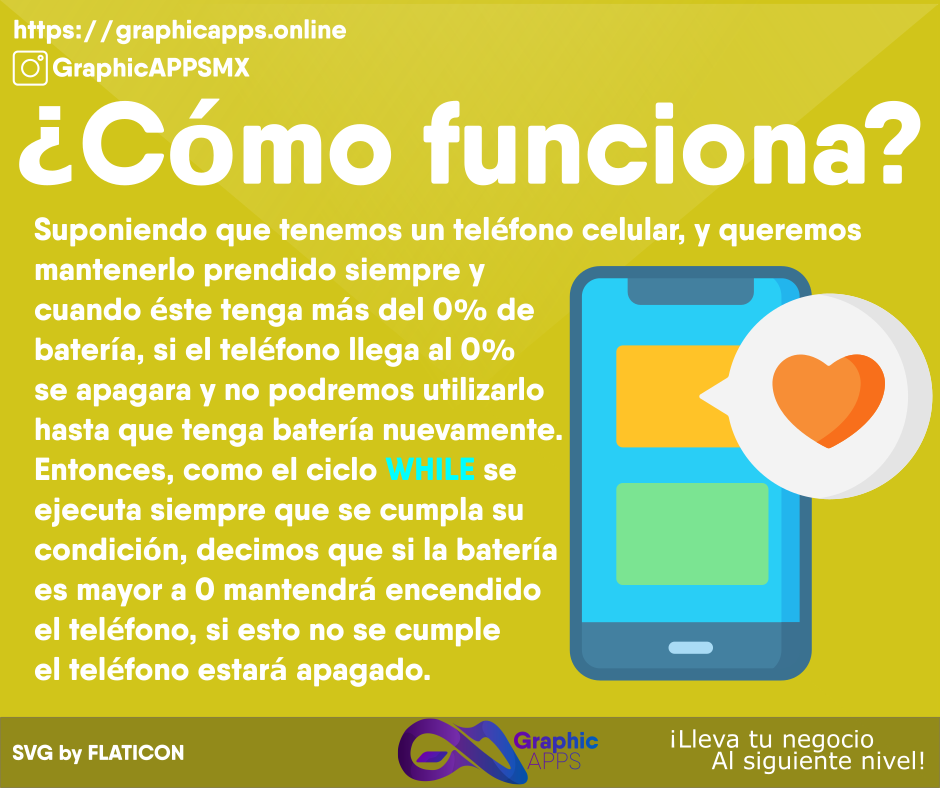 https://graphicapps.online
GraphicAPPSMX
¿Cómo funciona?
Suponiendo que tenemos un teléfono celular, y queremos
mantenerlo prendido siempre y
cuando éste tenga más del 0% de
batería, si el teléfono llega al 0%
se apagara y no podremos utilizarlo
hasta que tenga batería nuevamente.
Entonces, como el ciclo WHILE se
ejecuta siempre que se cumpla su
condición, decimos que si la batería
es mayor a 0 mantendrá encendido
el teléfono, si esto no se cumple
el teléfono estará apagado.
SVG by FLATICON
Graphic
APPS
¡Lleva tu negocio
Al siguiente nivel!